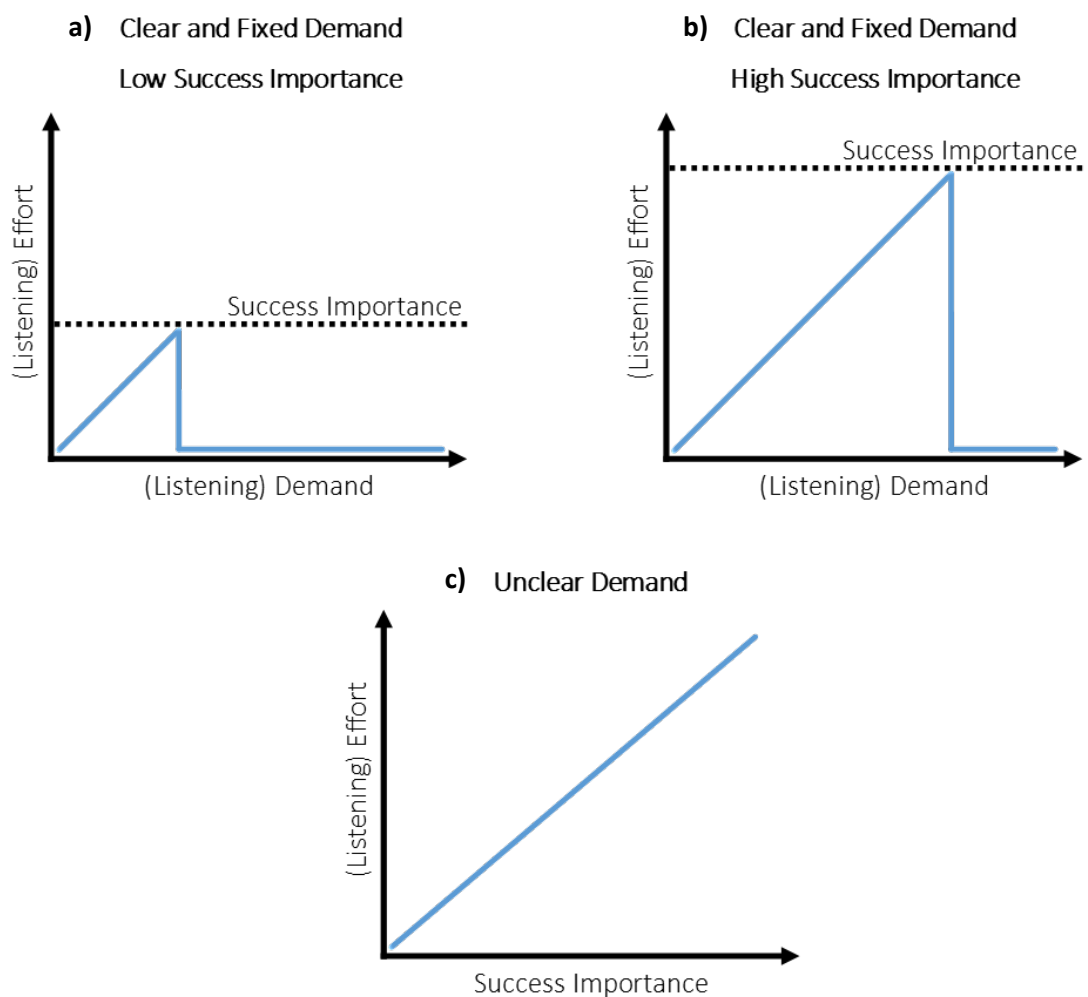 a) Clear and Fixed Demand
Low Success Importance
Success Importance
(Listening) Effort
(Listening) Demand
b) Clear and Fixed Demand
High Success Importance
Success Importance
(Listening) Effort
(Listening) Demand
c) Unclear Demand
(Listening) Effort
Success Importance